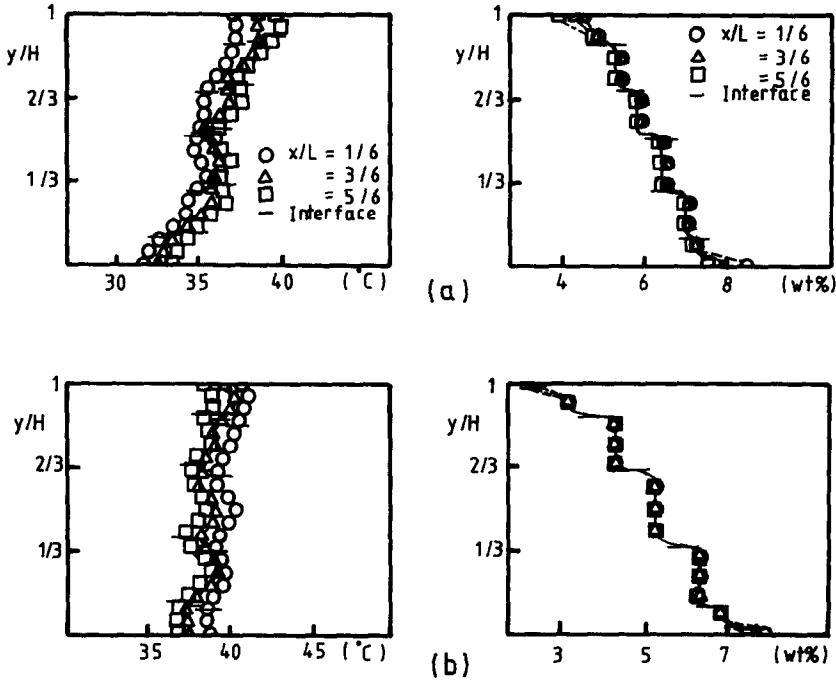 1
y/H
2/3
1/3
x/L = 1/6
= 3/6
= 5/6
Interface
30 35 40 (°C)
1
y/H
2/3
1/3
x/L = 1/6
= 3/6
= 5/6
Interface
4 6 8 (wt%)
(a)
1
y/H
2/3
1/3
35 40 45 (°C)
1
y/H
2/3
1/3
3 5 7 (wt%)
(b)